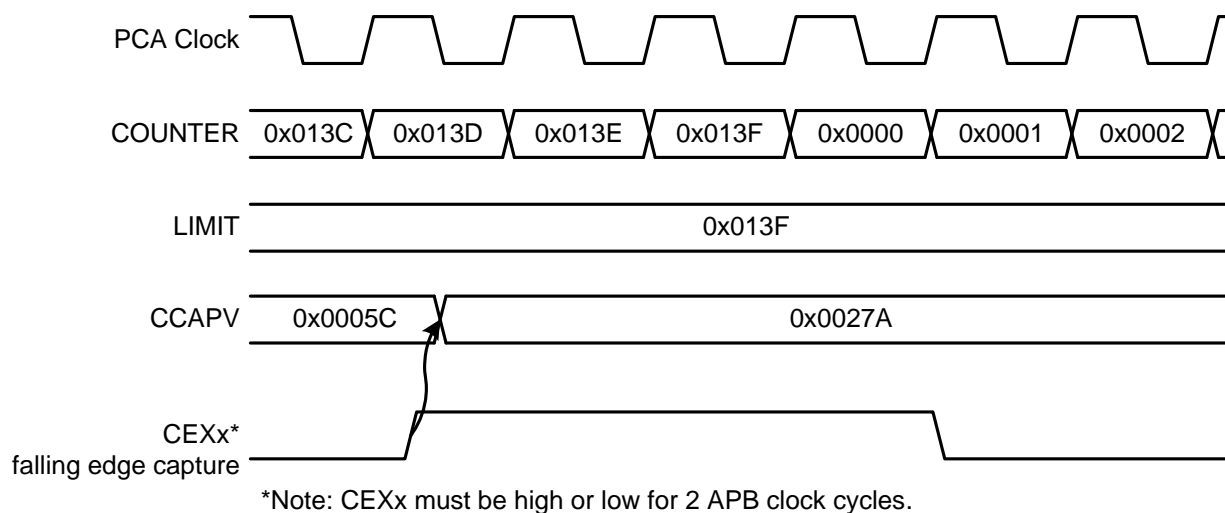 PCA Clock
COUNTER 0x013C 0x013D 0x013E 0x013F 0x0000 0x0001 0x0002
LIMIT 0x013F
CCAPV 0x0005C 0x0027A
CEXx*
falling edge capture
*Note: CEXx must be high or low for 2 APB clock cycles.